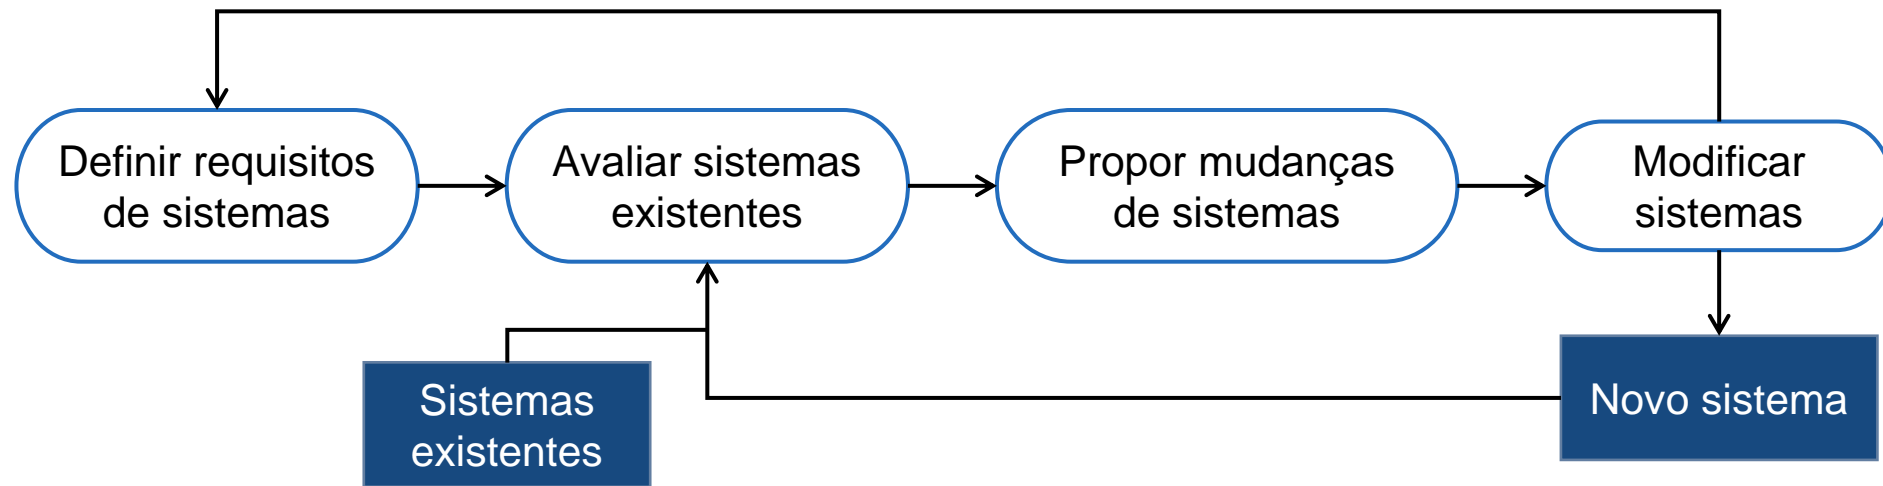 Definir requisitos
de sistemas
Avaliar sistemas
existentes
Propor mudanças
de sistemas
Modificar
sistemas
Sistemas
existentes
Novo sistema